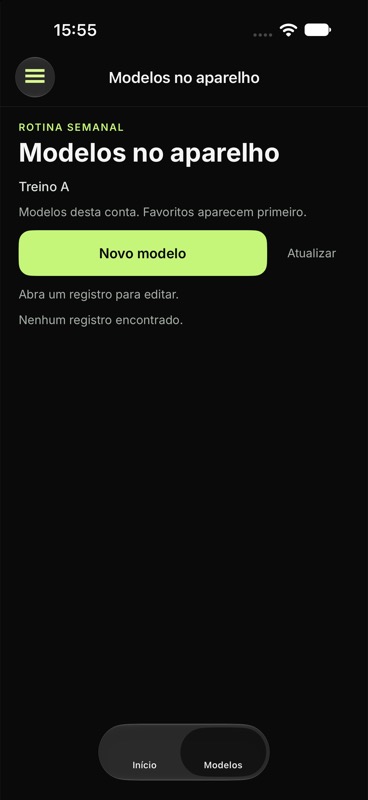 15:55
Modelos no aparelho
ROTINA SEMANAL
Modelos no aparelho
Treino A
Modelos desta conta. Favoritos aparecem primeiro.
Novo modelo
Atualizar
Abra um registro para editar.
Nenhum registro encontrado.
Início
Modelos